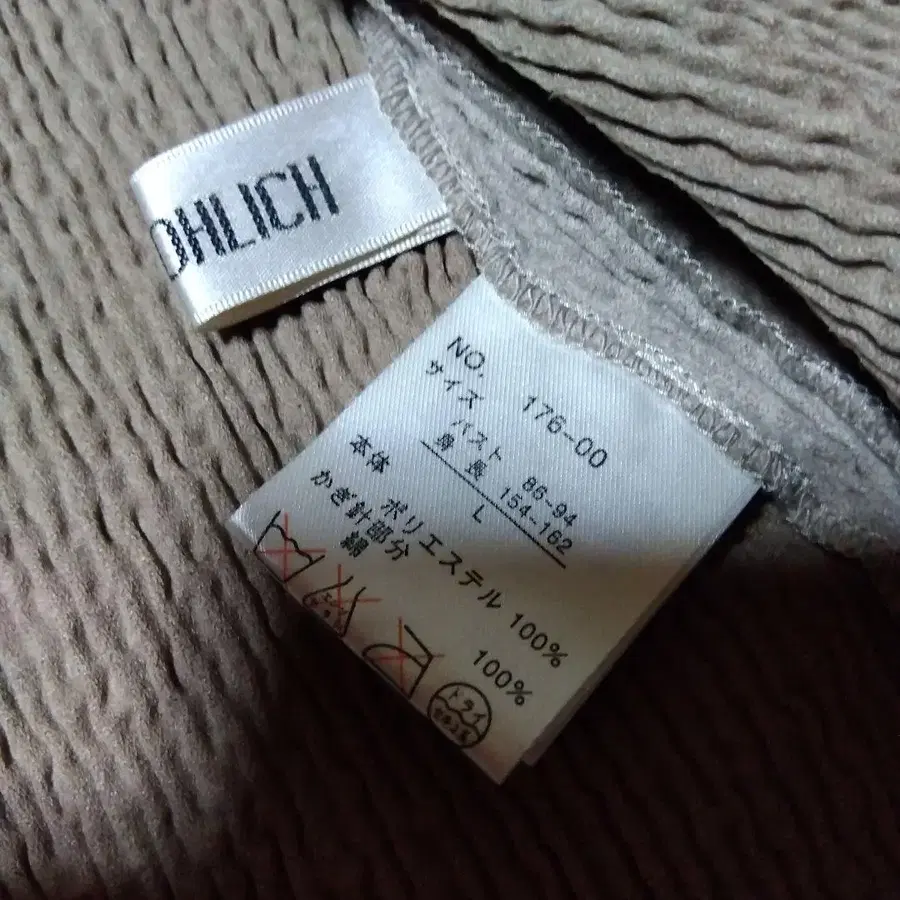 OHLICH
NO. 176-00
サイズ バスト 86-94
身長 154-162
L
本体 ポリエステル 100%
かぎ針部分
綿 100%
ドライ